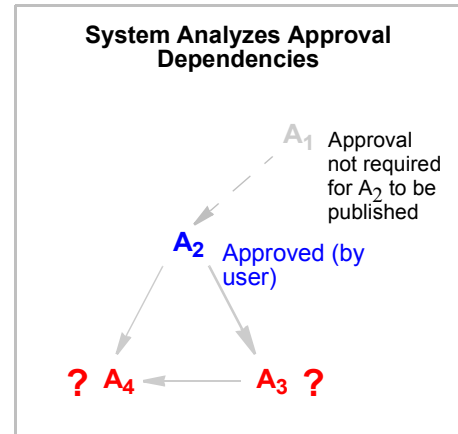 System Analyzes Approval
Dependencies
A1 Approval
not required
for A2 to be
published
A2 Approved (by
user)
? A4 A3 ?